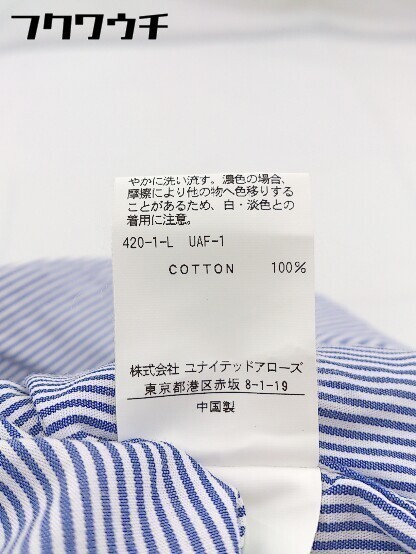 フクワウチ
やかに洗い流す。濃色の場合、
摩擦により他の物へ色移りする
ことがあるため、白・淡色との
着用に注意。
420-1-L UAF-1
COTTON 100%
株式会社 ユナイテッドアローズ
東京都港区赤坂 8-1-19
中国製